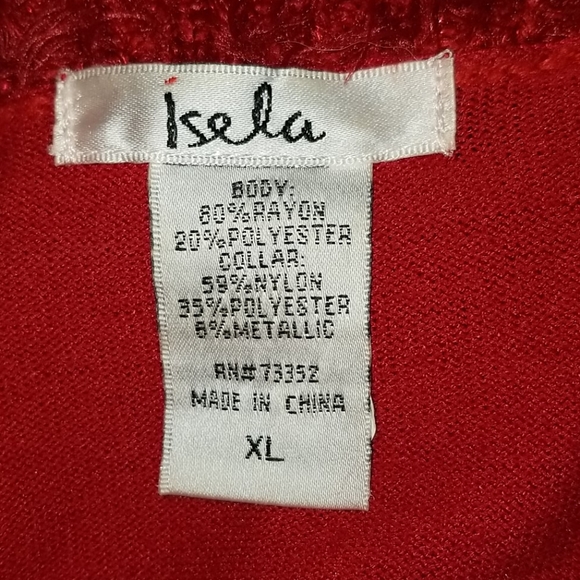 Isela
BODY:
80%RAYON
20%POLYESTER
COLLAR:
59%NYLON
35%POLYESTER
6%METALLIC
RN#73352
MADE IN CHINA
XL